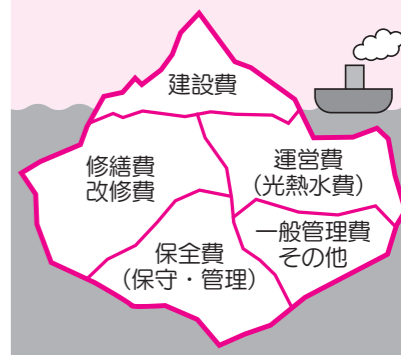 建設費
修繕費
改修費
運営費
(光熱水費)
保全費
(保守・管理)
一般管理費
その他